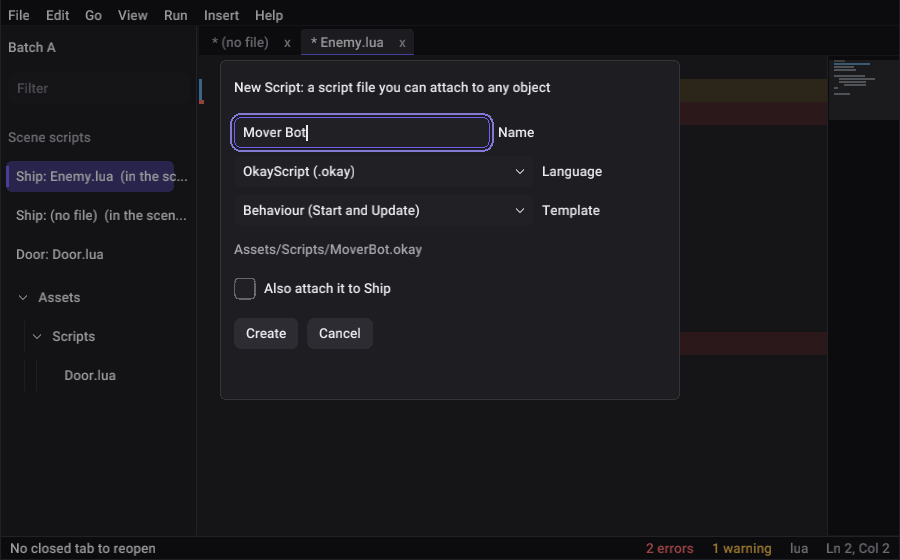 File Edit Go View Run Insert Help
Batch A
* (no file) x * Enemy.lua x
Filter
New Script: a script file you can attach to any object
Mover Bot Name
Scene scripts
OkayScript (.okay) Language
Ship: Enemy.lua (in the sc...
Behaviour (Start and Update) Template
Ship: (no file) (in the scen...
Assets/Scripts/MoverBot.okay
Door: Door.lua
Also attach it to Ship
Assets
Create Cancel
Scripts
Door.lua
No closed tab to reopen 2 errors 1 warning lua Ln 2, Col 2